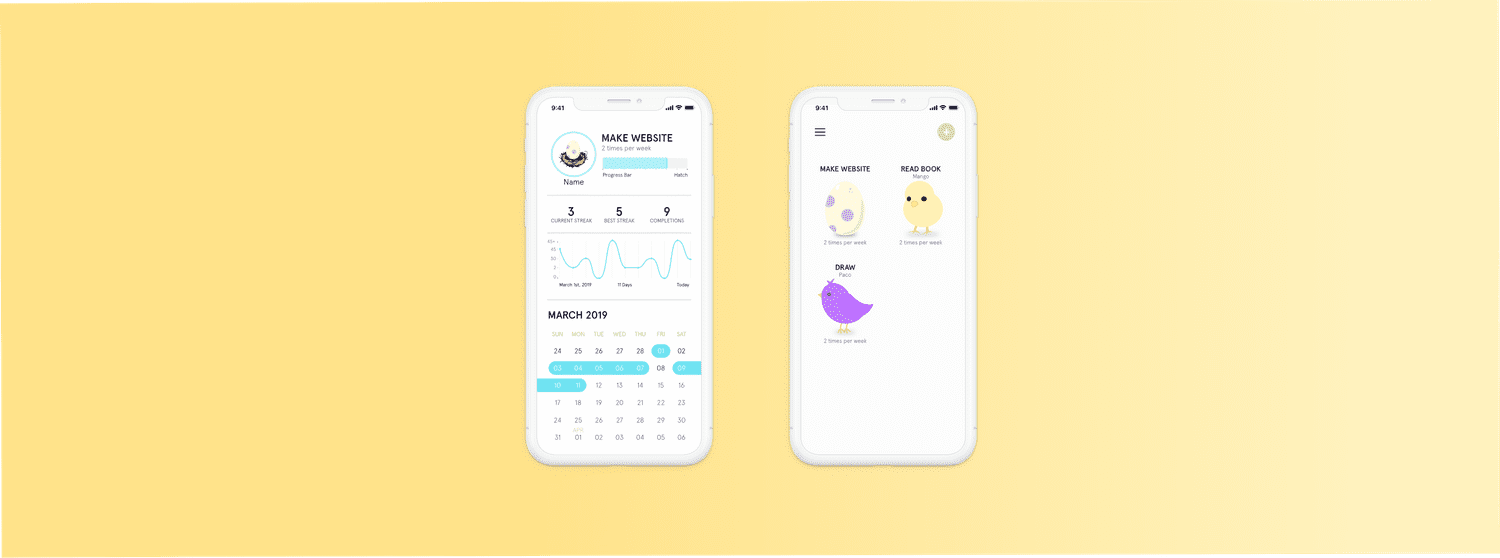 9:41
MAKE WEBSITE
2 times per week
Progress Bar Hatch
Name
3 5 9
CURRENT STREAK BEST STREAK COMPLETIONS
45
March 1st, 2019 11 Days Today
MARCH 2019
SUN MON TUE WED THU FRI SAT
24 25 26 27 28 01 02
03 04 05 06 07 08 09
10 11 12 13 14 15 16
17 18 19 20 21 22 23
24 25 26 27 28 29 30
APR
31 01 02 03 04 05 06
9:41
MAKE WEBSITE READ BOOK
Mango
2 times per week 2 times per week
DRAW
Paco
2 times per week